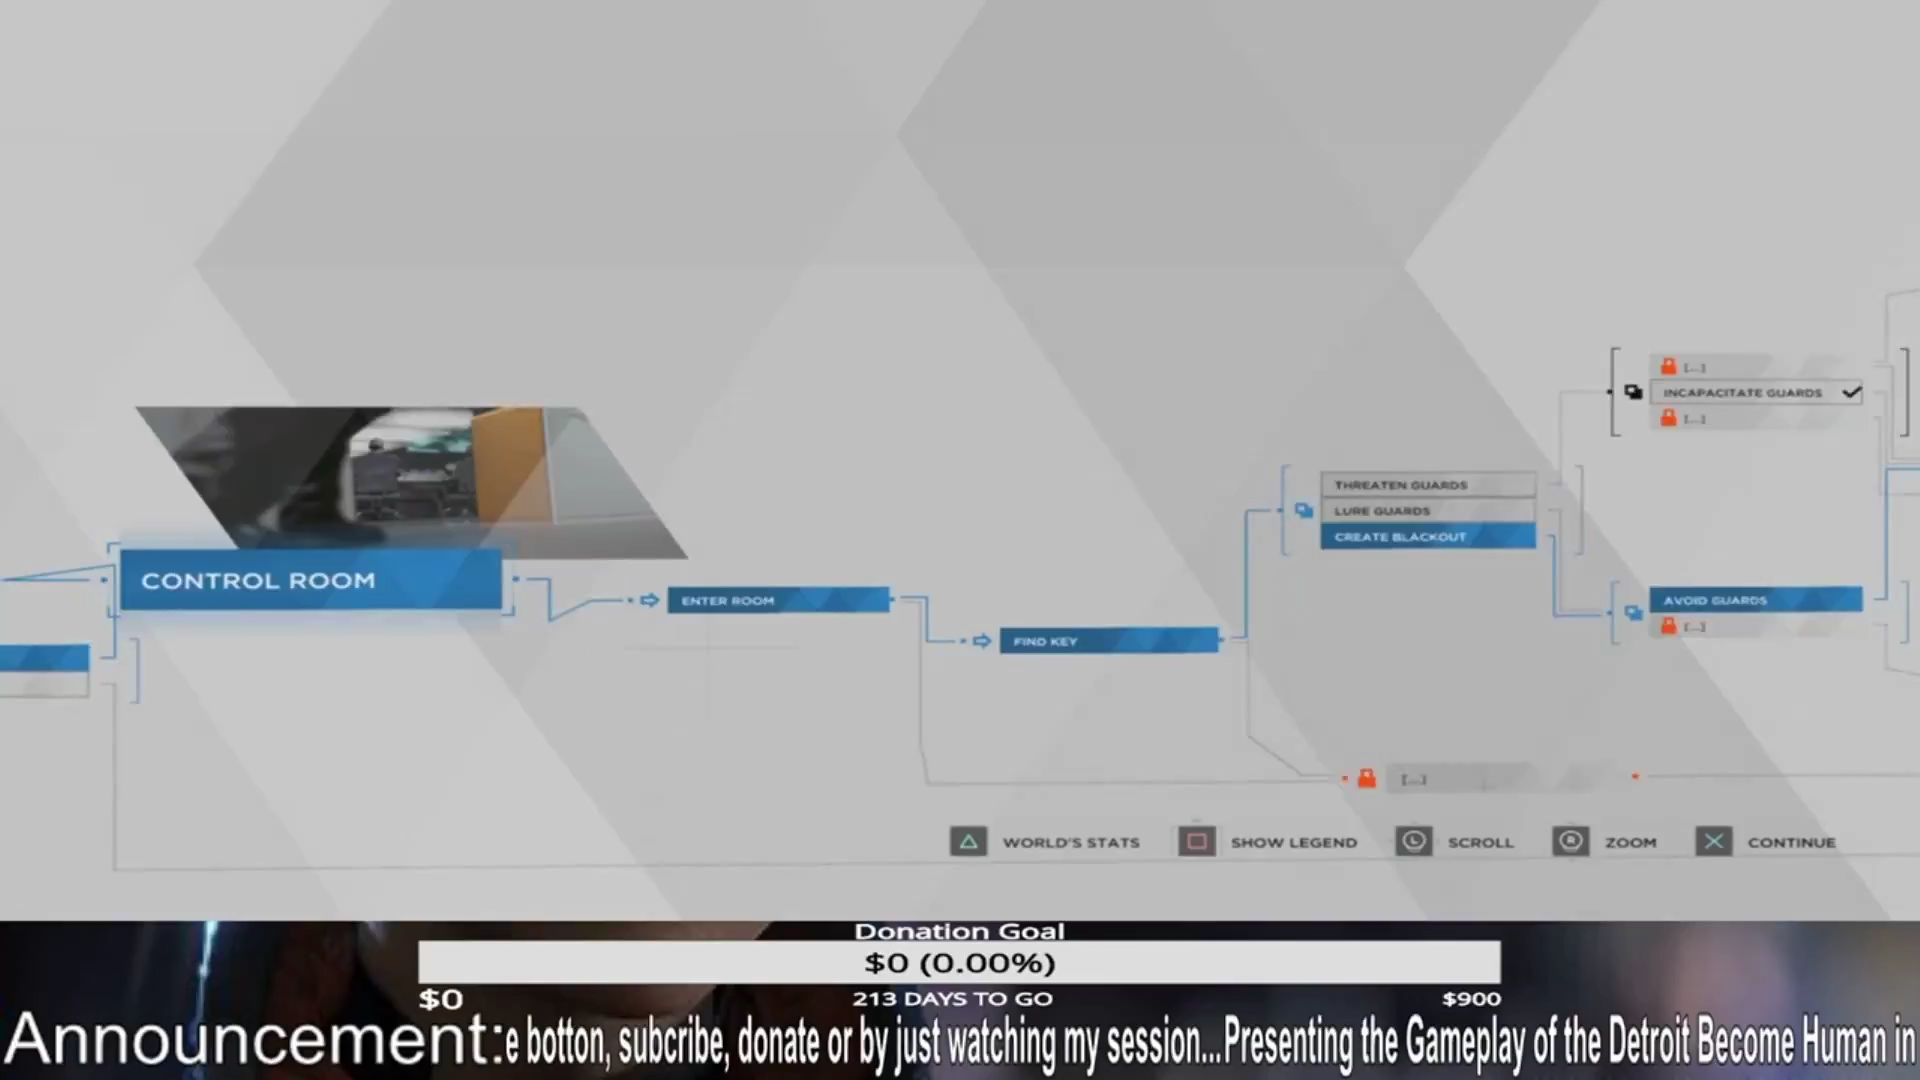 [...]
INCAPACITATE GUARDS
[...]
THREATEN GUARDS
LURE GUARDS
CREATE BLACKOUT
CONTROL ROOM
ENTER ROOM
AVOID GUARDS
[...]
FIND KEY
[...]
WORLD'S STATS
SHOW LEGEND
L
SCROLL
R
ZOOM
CONTINUE
Donation Goal
$0 (0.00%)
$0
213 DAYS TO GO
$900
Announcement:e botton, subcribe, donate or by just watching my session...Presenting the Gameplay of the Detroit Become Human in